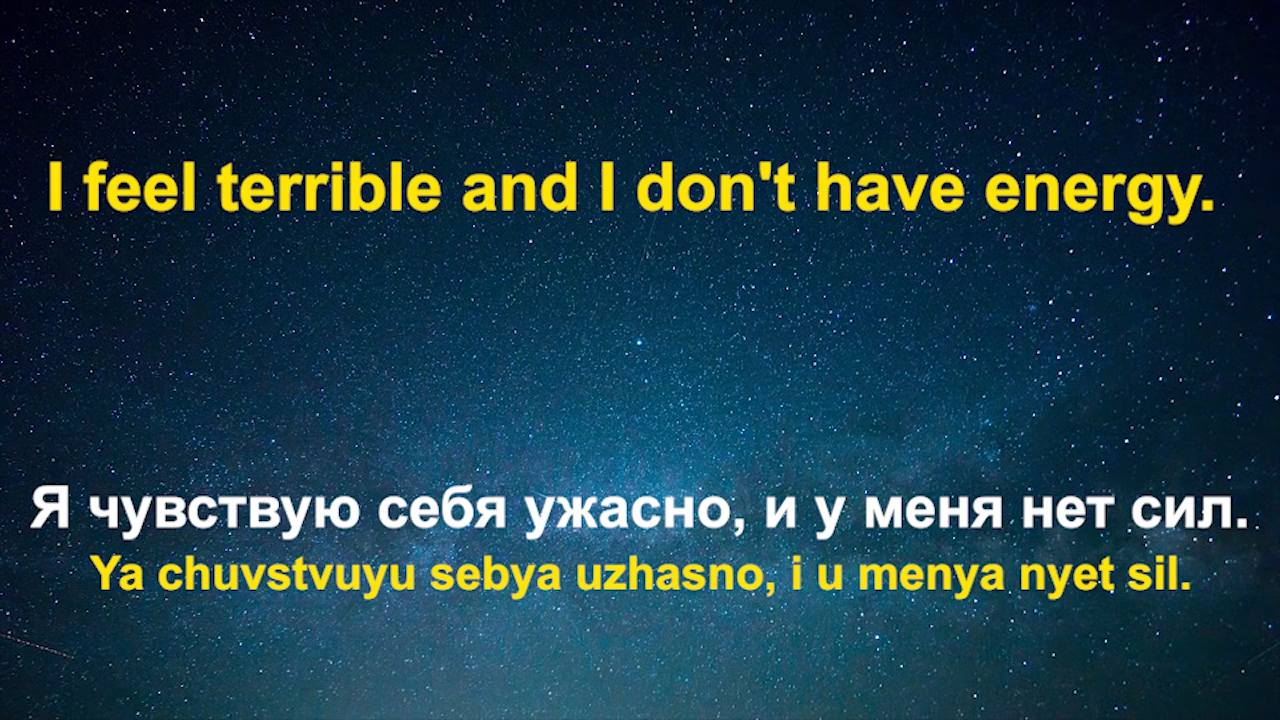 I feel terrible and I don't have energy.
Я чувствую себя ужасно, и у меня нет сил.
Ya chuvstvuyu sebya uzhasno, i u menya nyet sil.